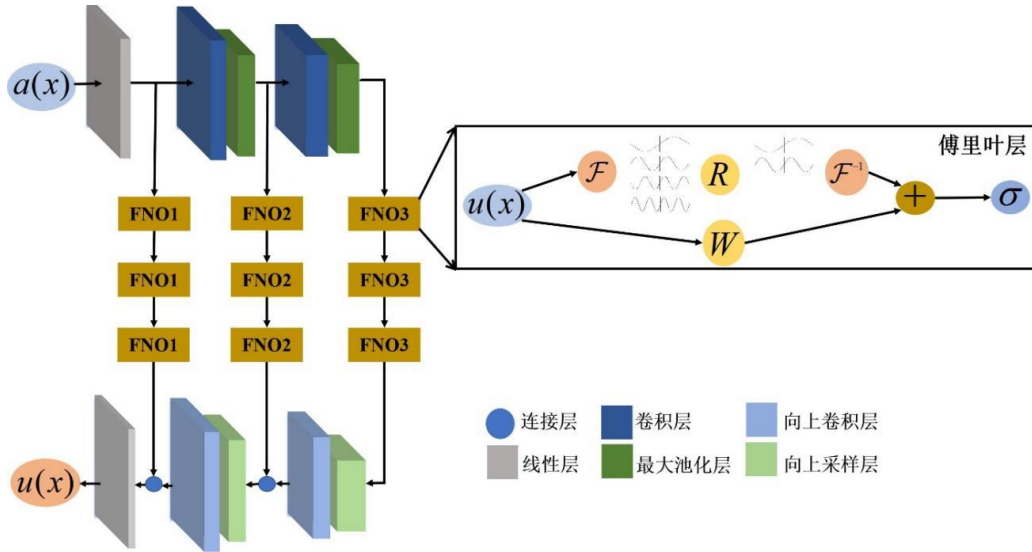 a(x)
FNO1
FNO2
FNO3
FNO1
FNO2
FNO3
FNO1
FNO2
FNO3
u(x)
傅里叶层
u(x)
ℱ
R
ℱ⁻¹
W
+
σ
连接层
卷积层
向上卷积层
线性层
最大池化层
向上采样层